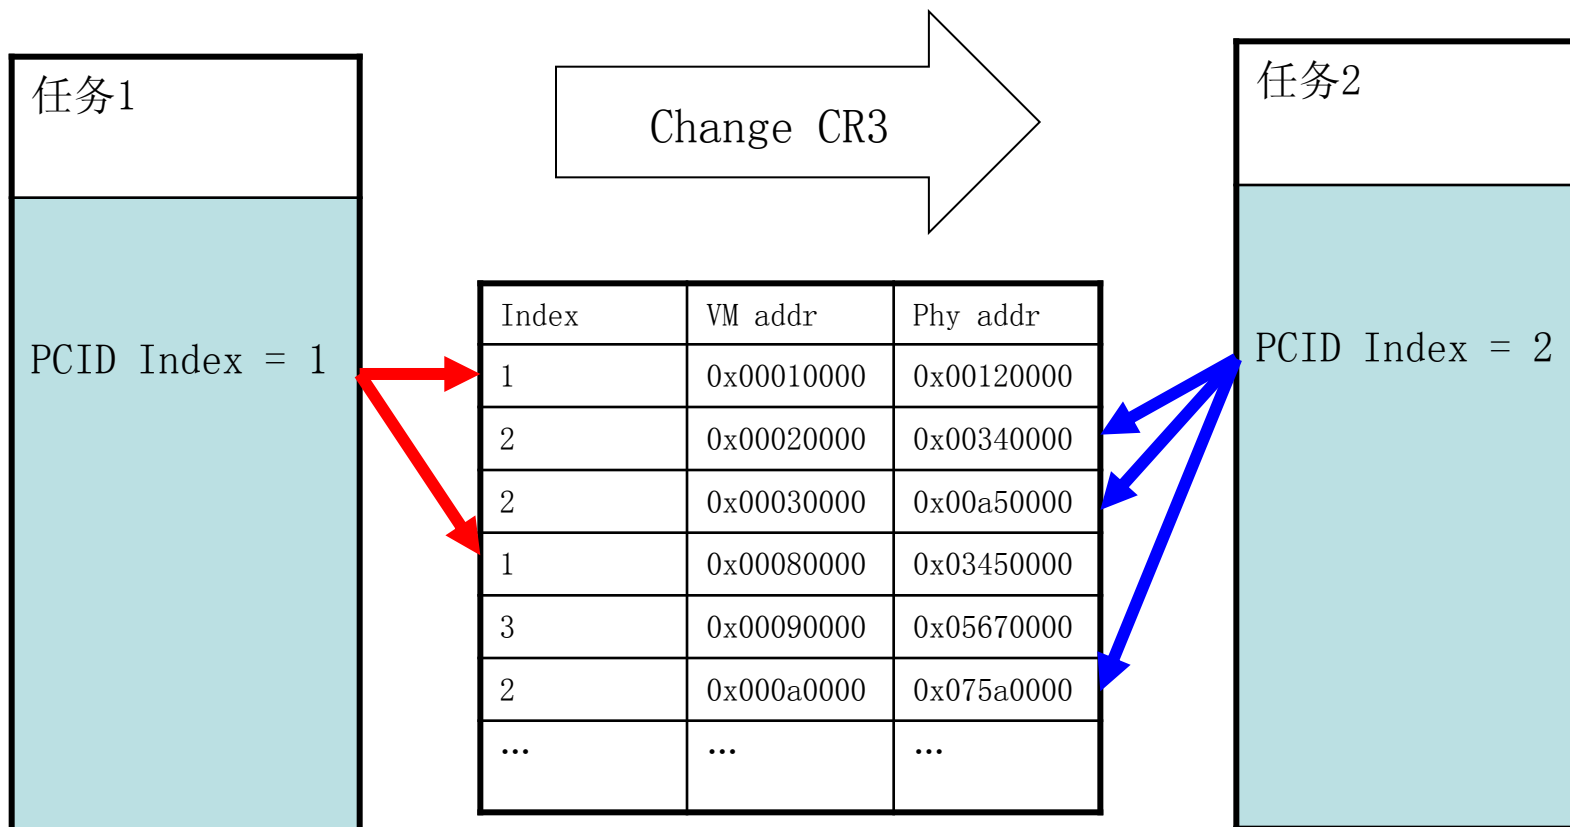 任务1
Change CR3
任务2
PCID Index = 1
PCID Index = 2
Index VM addr Phy addr
1 0x00010000 0x00120000
2 0x00020000 0x00340000
2 0x00030000 0x00a50000
1 0x00080000 0x03450000
3 0x00090000 0x05670000
2 0x000a0000 0x075a0000
… … …